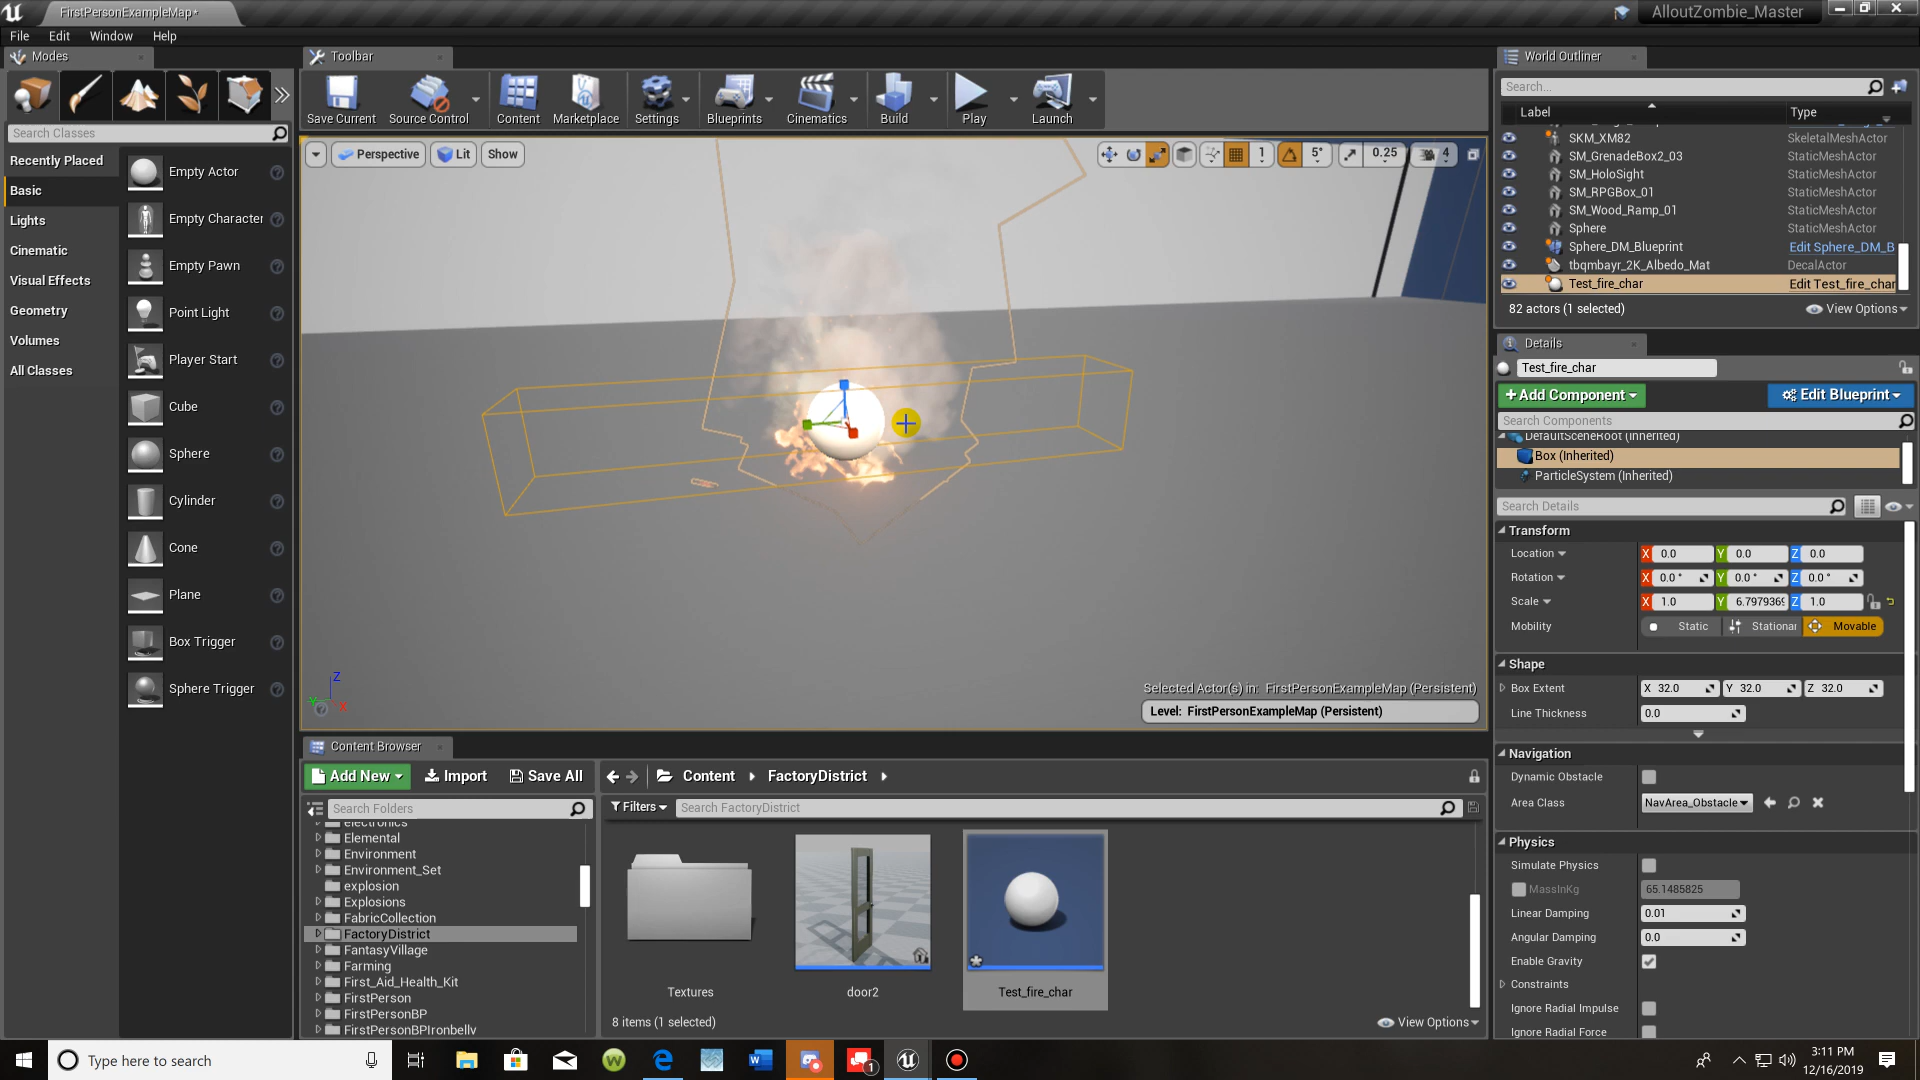 FirstPersonExampleMap*
AlloutZombie_Master
File Edit Window Help
Modes
Search Classes
Recently Placed
Basic
Lights
Cinematic
Visual Effects
Geometry
Volumes
All Classes
Empty Actor
Empty Character
Empty Pawn
Point Light
Player Start
Cube
Sphere
Cylinder
Cone
Plane
Box Trigger
Sphere Trigger
Toolbar
Save Current Source Control Content Marketplace Settings Blueprints Cinematics Build Play Launch
Perspective Lit Show
1 5° 0.25 4
Z
X
Selected Actor(s) in: FirstPersonExampleMap (Persistent)
Level: FirstPersonExampleMap (Persistent)
Content Browser
Add New Import Save All Content FactoryDistrict
Search Folders
Filters Search FactoryDistrict
electronics
Elemental
Environment
Environment_Set
explosion
Explosions
FabricCollection
FactoryDistrict
FantasyVillage
Farming
First_Aid_Health_Kit
FirstPerson
FirstPersonBP
FirstPersonBPIronbelly
Textures door2 Test_fire_char
8 items (1 selected) View Options
World Outliner
Search...
Label Type
SKM_XM82 SkeletalMeshActor
SM_GrenadeBox2_03 StaticMeshActor
SM_HoloSight StaticMeshActor
SM_RPGBox_01 StaticMeshActor
SM_Wood_Ramp_01 StaticMeshActor
Sphere StaticMeshActor
Sphere_DM_Blueprint Edit Sphere_DM_B
tbqmbayr_2K_Albedo_Mat DecalActor
Test_fire_char Edit Test_fire_char
82 actors (1 selected) View Options
Details
Test_fire_char
+Add Component Edit Blueprint
Search Components
DefaultSceneRoot (Inherited)
Box (Inherited)
ParticleSystem (Inherited)
Search Details
Transform
Location X 0.0 Y 0.0 Z 0.0
Rotation X 0.0 ° Y 0.0 ° Z 0.0 °
Scale X 1.0 Y 6.7979369 Z 1.0
Mobility Static Stationar Movable
Shape
Box Extent X 32.0 Y 32.0 Z 32.0
Line Thickness 0.0
Navigation
Dynamic Obstacle
Area Class NavArea_Obstacle
Physics
Simulate Physics
MassInKg 65.1485825
Linear Damping 0.01
Angular Damping 0.0
Enable Gravity
Constraints
Ignore Radial Impulse
Ignore Radial Force
Type here to search
1
3:11 PM
12/16/2019